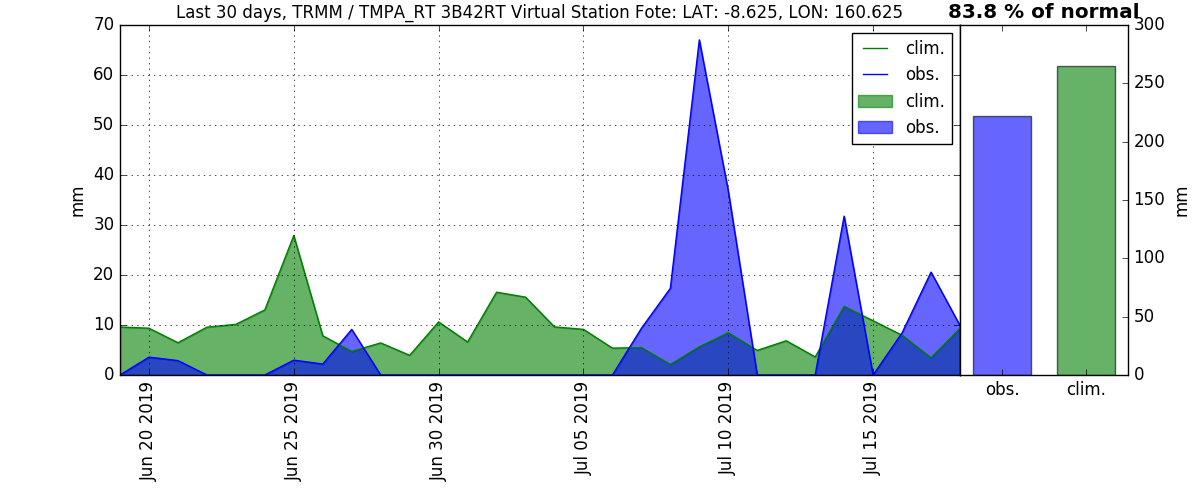 Last 30 days, TRMM / TMPA_RT 3B42RT Virtual Station Fote: LAT: -8.625, LON: 160.625
83.8 % of normal
clim.
obs.
clim.
obs.
70
60
50
40
30
20
10
0
mm
Jun 20 2019
Jun 25 2019
Jun 30 2019
Jul 05 2019
Jul 10 2019
Jul 15 2019
300
250
200
150
100
50
0
mm
obs.
clim.